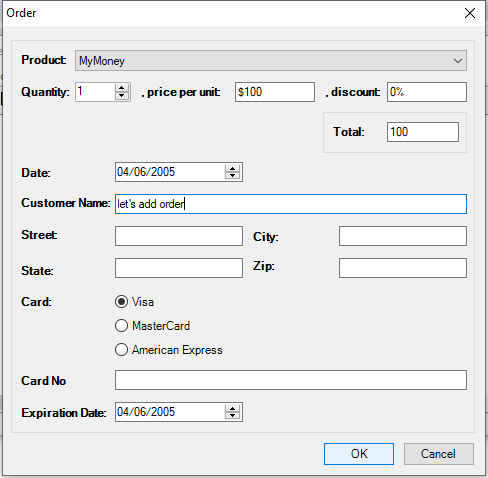 Order
Product: MyMoney
Quantity: 1 , price per unit: $100 , discount: 0%
Total: 100
Date: 04/06/2005
Customer Name: let's add order
Street: City:
State: Zip:
Card: Visa
MasterCard
American Express
Card No
Expiration Date: 04/06/2005
OK Cancel